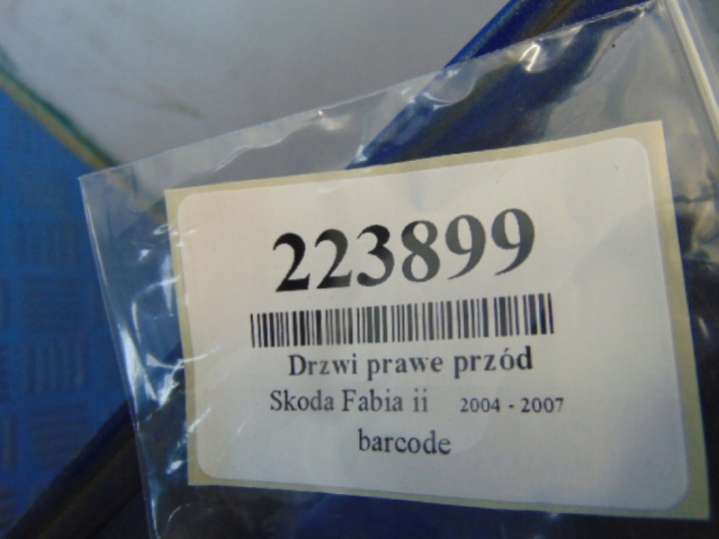 223899
Drzwi prawe przód
Skoda Fabia ii 2004 - 2007
barcode